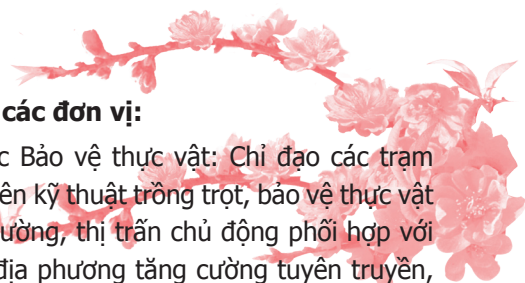 các đơn vị:
c Bảo vệ thực vật: Chỉ đạo các trạm
ên kỹ thuật trồng trọt, bảo vệ thực vật
ường, thị trấn chủ động phối hợp với
địa phương tăng cường tuyên truyền,